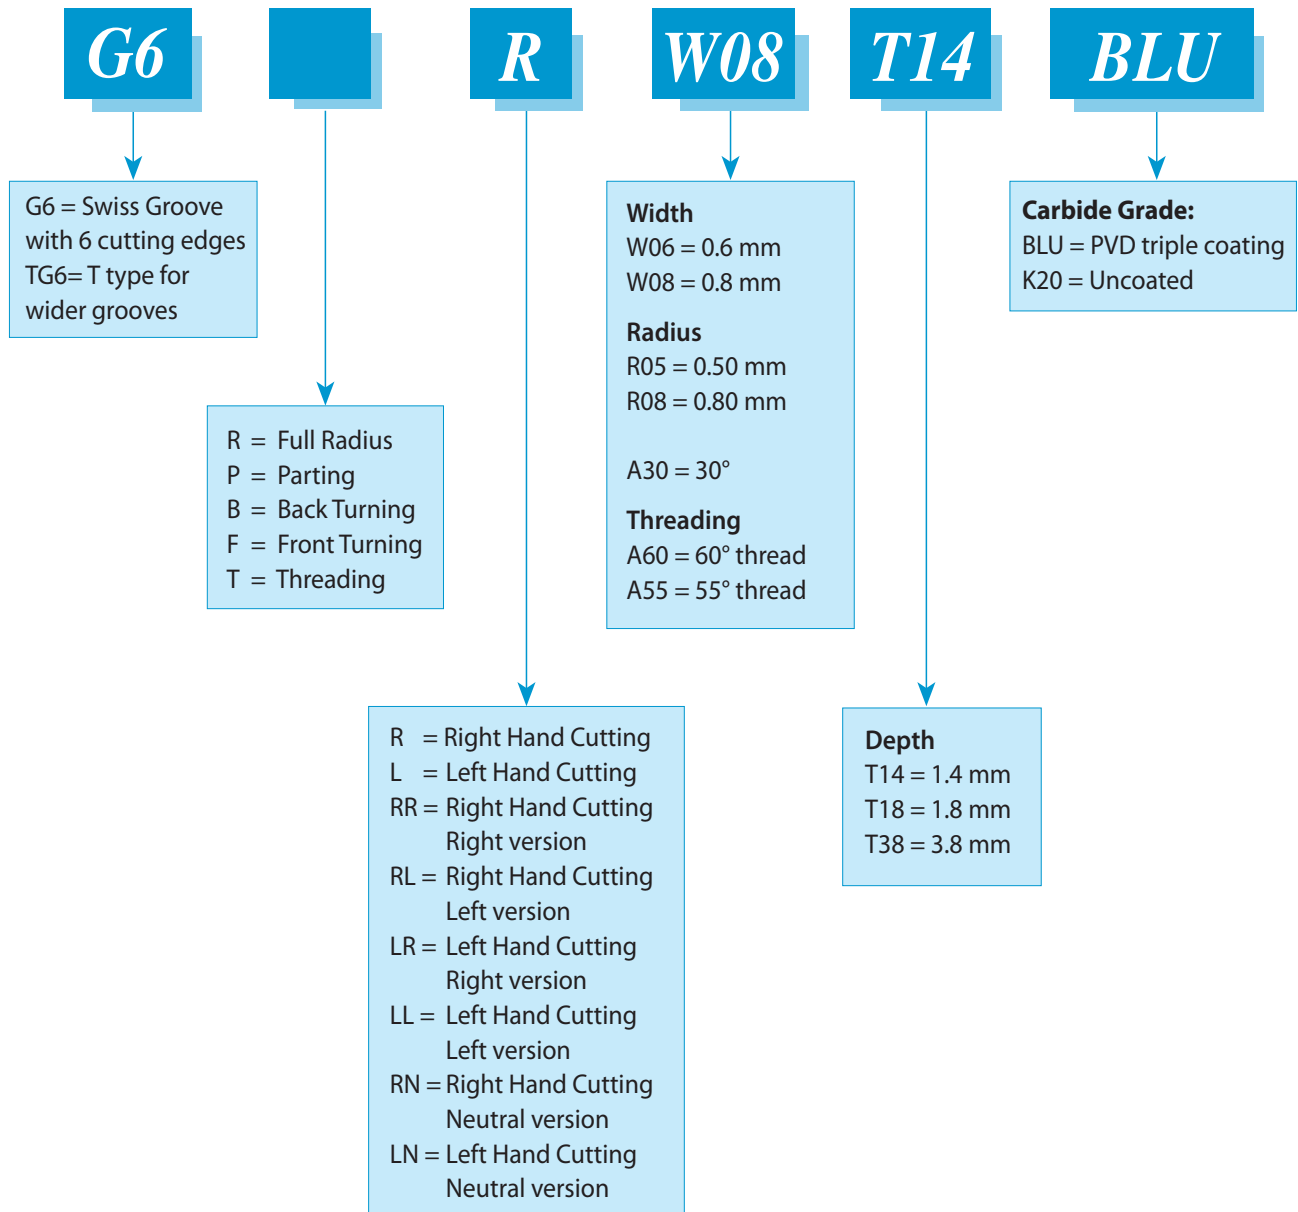 G6 R W08 T14 BLU
G6 = Swiss Groove
with 6 cutting edges
TG6= T type for
wider grooves
R = Full Radius
P = Parting
B = Back Turning
F = Front Turning
T = Threading
R = Right Hand Cutting
L = Left Hand Cutting
RR = Right Hand Cutting
Right version
RL = Right Hand Cutting
Left version
LR = Left Hand Cutting
Right version
LL = Left Hand Cutting
Left version
RN = Right Hand Cutting
Neutral version
LN = Left Hand Cutting
Neutral version
Width
W06 = 0.6 mm
W08 = 0.8 mm
Radius
R05 = 0.50 mm
R08 = 0.80 mm
A30 = 30°
Threading
A60 = 60° thread
A55 = 55° thread
Depth
T14 = 1.4 mm
T18 = 1.8 mm
T38 = 3.8 mm
Carbide Grade:
BLU = PVD triple coating
K20 = Uncoated